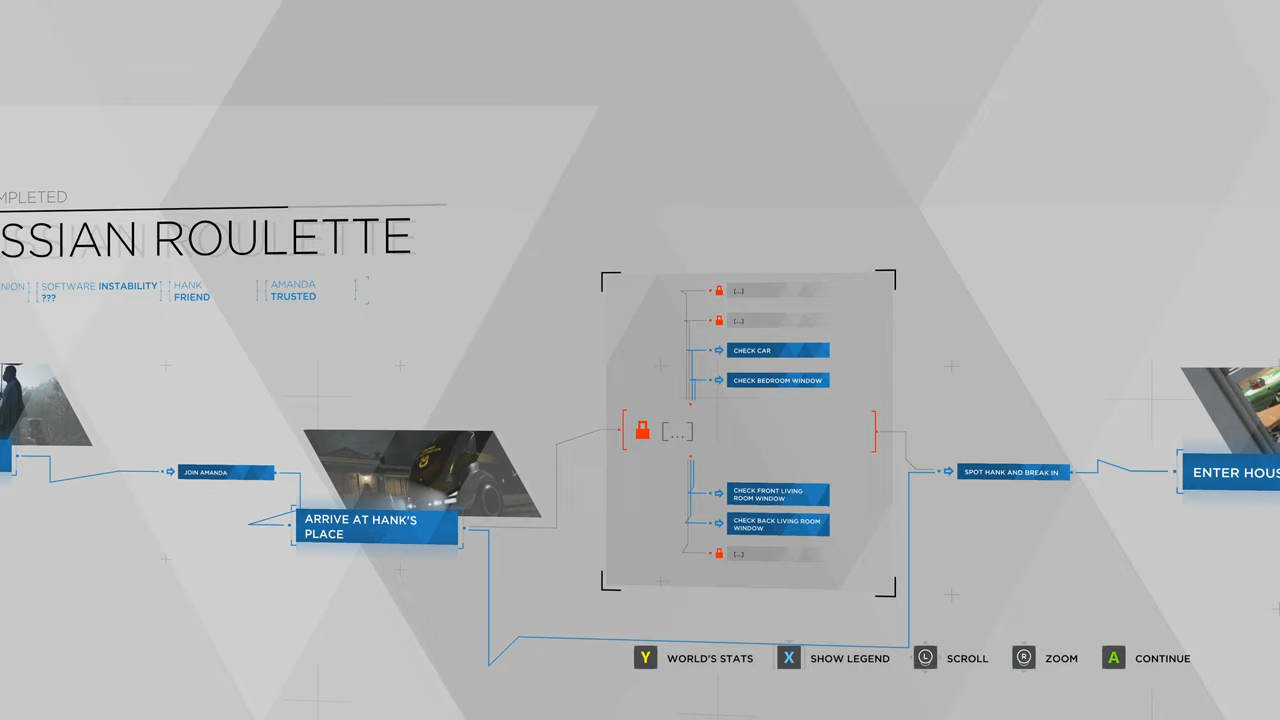 MPLETED
SSIAN ROULETTE
NION
SOFTWARE INSTABILITY
???
HANK
FRIEND
AMANDA
TRUSTED
[...]
[...]
CHECK CAR
CHECK BEDROOM WINDOW
[...]
JOIN AMANDA
ARRIVE AT HANK'S
PLACE
CHECK FRONT LIVING
ROOM WINDOW
CHECK BACK LIVING ROOM
WINDOW
[...]
SPOT HANK AND BREAK IN
ENTER HOUS
Y WORLD'S STATS
X SHOW LEGEND
L SCROLL
R ZOOM
A CONTINUE